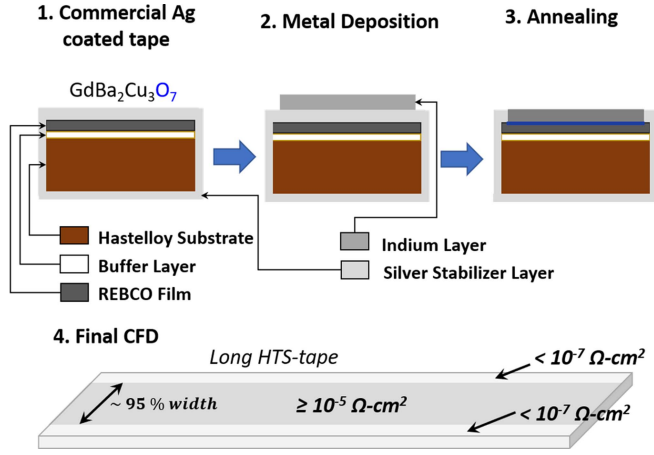 1. Commercial Ag
coated tape
2. Metal Deposition
3. Annealing
GdBa₂Cu₃O₇
Hastelloy Substrate
Buffer Layer
REBCO Film
Indium Layer
Silver Stabilizer Layer
4. Final CFD
Long HTS-tape
< 10⁻⁷ Ω-cm²
~ 95 % width
≥ 10⁻⁵ Ω-cm²
< 10⁻⁷ Ω-cm²